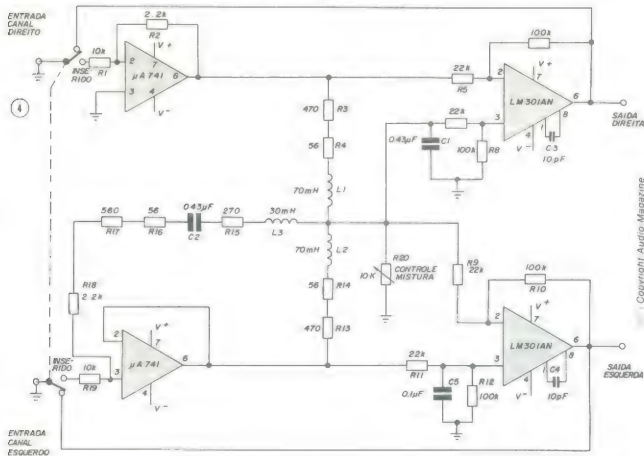 ENTRADA
CANAL
DIREITO
INSE-
RIDO
10k
R1
2.2k
R2
V+
2
7
µA 741
6
3
4
V-
4
470 R3
56 R4
70mH L1
22k
R5
100k
V+
2
7
LM301AN
6
3
4
1
8
V-
C3
10pF
22k
0.43µF C1
100k R8
SAIDA
DIREITA
560
R17
56
R16
0.43µF
C2
270
R15
30mH
L3
70mH L2
56 R14
470 R13
R20
10K CONTROLE
MISTURA
R9
22k
100k
R10
R18
2.2k
V+
2
7
µA 741
6
3
4
V-
INSE-
RIDO
10k
R19
ENTRADA
CANAL
ESQUERDO
22k
R11
C5
0.1µF
R12
100k
V+
2
7
LM301AN
6
3
4
1
8
V-
C4
10pF
SAIDA
ESQUERDA
Copyright Audio Magazine